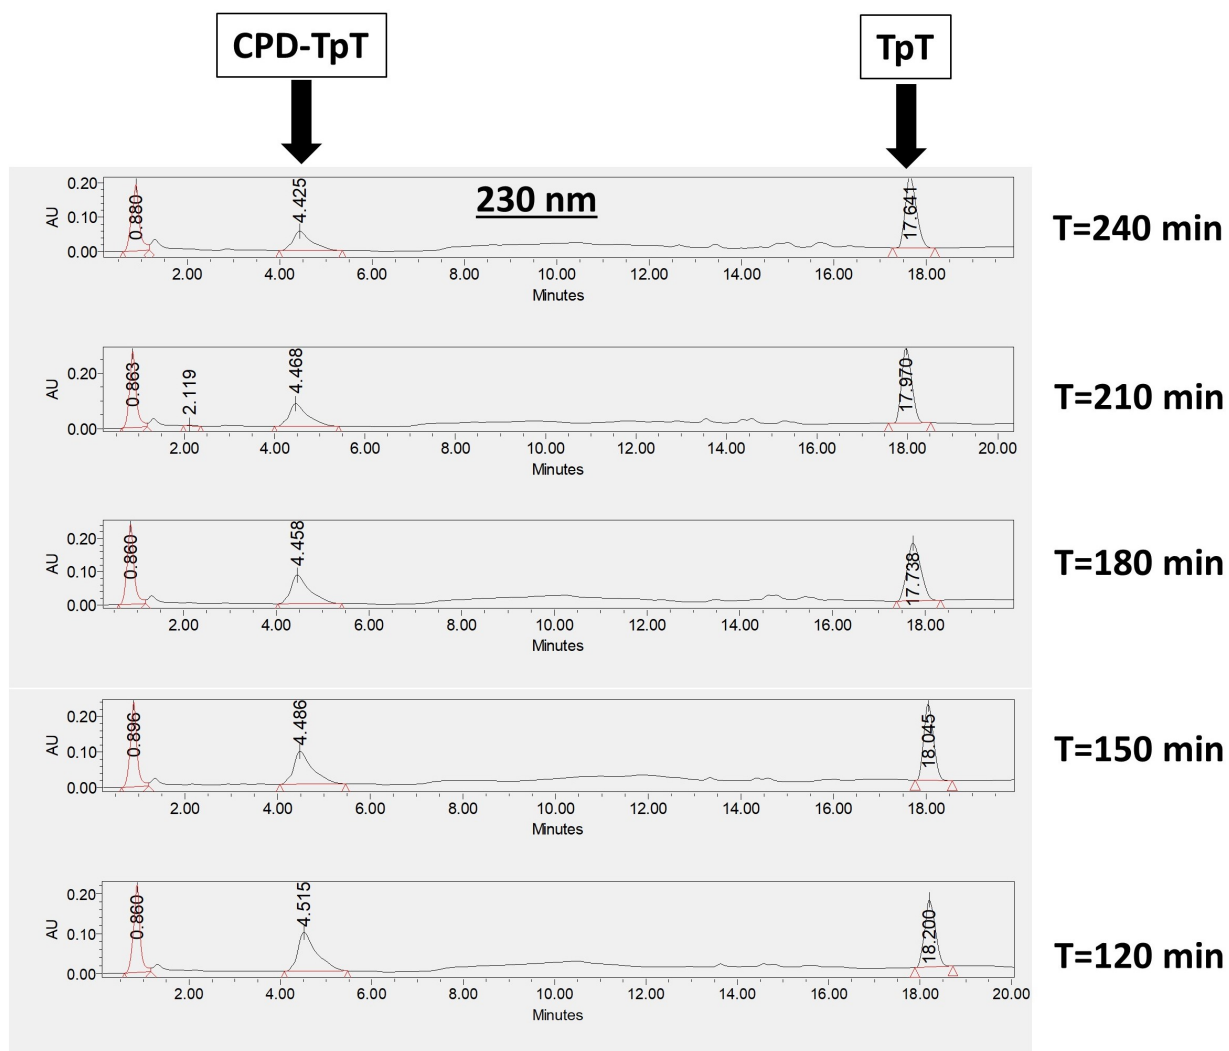 CPD-TpT
TpT
230 nm
0.20
0.10
0.00
AU
0.880
4.425
17.641
2.00 4.00 6.00 8.00 10.00 12.00 14.00 16.00 18.00
Minutes
T=240 min
0.20
0.00
AU
0.863
2.119
4.468
17.970
2.00 4.00 6.00 8.00 10.00 12.00 14.00 16.00 18.00 20.00
Minutes
T=210 min
0.20
0.10
0.00
AU
0.860
4.458
17.738
2.00 4.00 6.00 8.00 10.00 12.00 14.00 16.00 18.00
Minutes
T=180 min
0.20
0.10
0.00
AU
0.896
4.486
18.045
2.00 4.00 6.00 8.00 10.00 12.00 14.00 16.00 18.00
Minutes
T=150 min
0.20
0.10
0.00
AU
0.860
4.515
18.200
2.00 4.00 6.00 8.00 10.00 12.00 14.00 16.00 18.00 20.00
Minutes
T=120 min